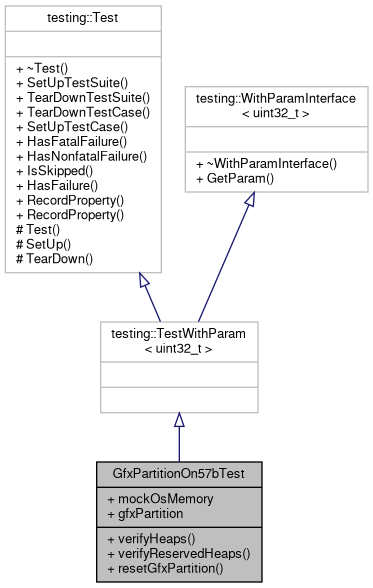 testing::Test
+ ~Test()
+ SetUpTestSuite()
+ TearDownTestSuite()
+ TearDownTestCase()
+ SetUpTestCase()
+ HasFatalFailure()
+ HasNonfatalFailure()
+ IsSkipped()
+ HasFailure()
+ RecordProperty()
+ RecordProperty()
# Test()
# SetUp()
# TearDown()
testing::WithParamInterface
< uint32_t >
+ ~WithParamInterface()
+ GetParam()
testing::TestWithParam
< uint32_t >
GfxPartitionOn57bTest
+ mockOsMemory
+ gfxPartition
+ verifyHeaps()
+ verifyReservedHeaps()
+ resetGfxPartition()